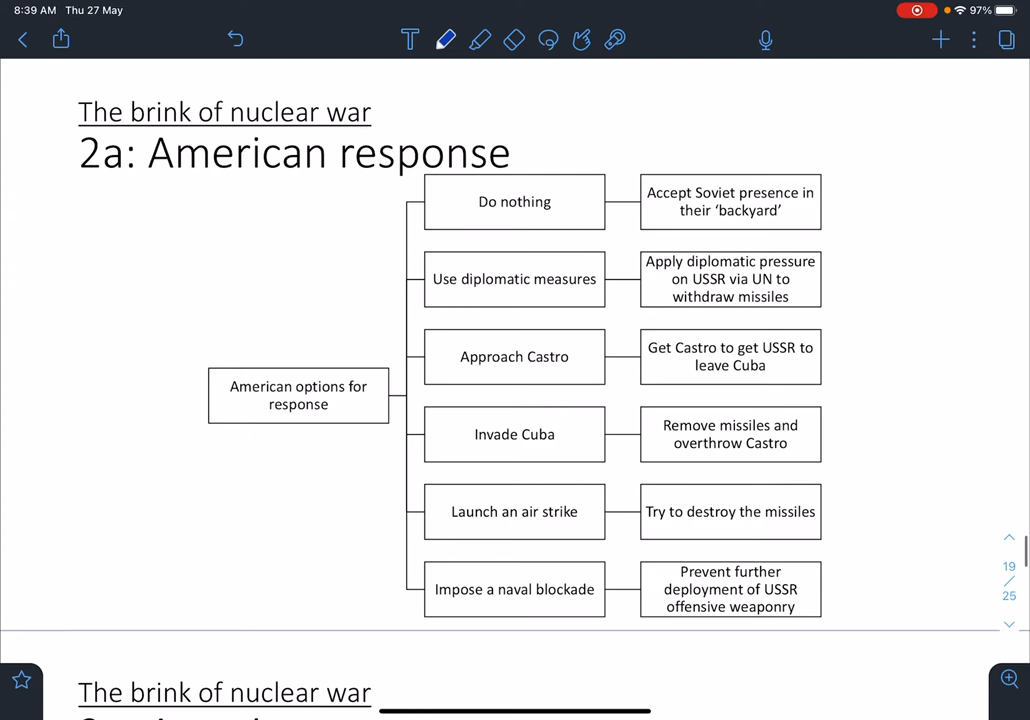 8:39 AM Thu 27 May
97%
The brink of nuclear war
2a: American response
Do nothing
Accept Soviet presence in
their ‘backyard’
Use diplomatic measures
Apply diplomatic pressure
on USSR via UN to
withdraw missiles
Approach Castro
Get Castro to get USSR to
leave Cuba
American options for
response
Invade Cuba
Remove missiles and
overthrow Castro
Launch an air strike
Try to destroy the missiles
Impose a naval blockade
Prevent further
deployment of USSR
offensive weaponry
19
/
25
The brink of nuclear war